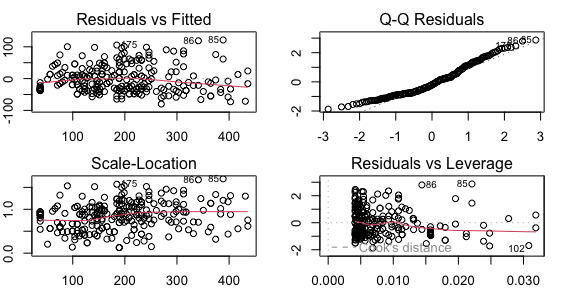 Residuals vs Fitted
100
0
-100
175
86
85
100 200 300 400
Q-Q Residuals
2
0
-2
86
85
-3 -2 -1 0 1 2 3
Scale-Location
1.0
0.0
175
86
85
100 200 300 400
Residuals vs Leverage
2
0
-2
86
85
102
Cook's distance
0.000 0.010 0.020 0.030